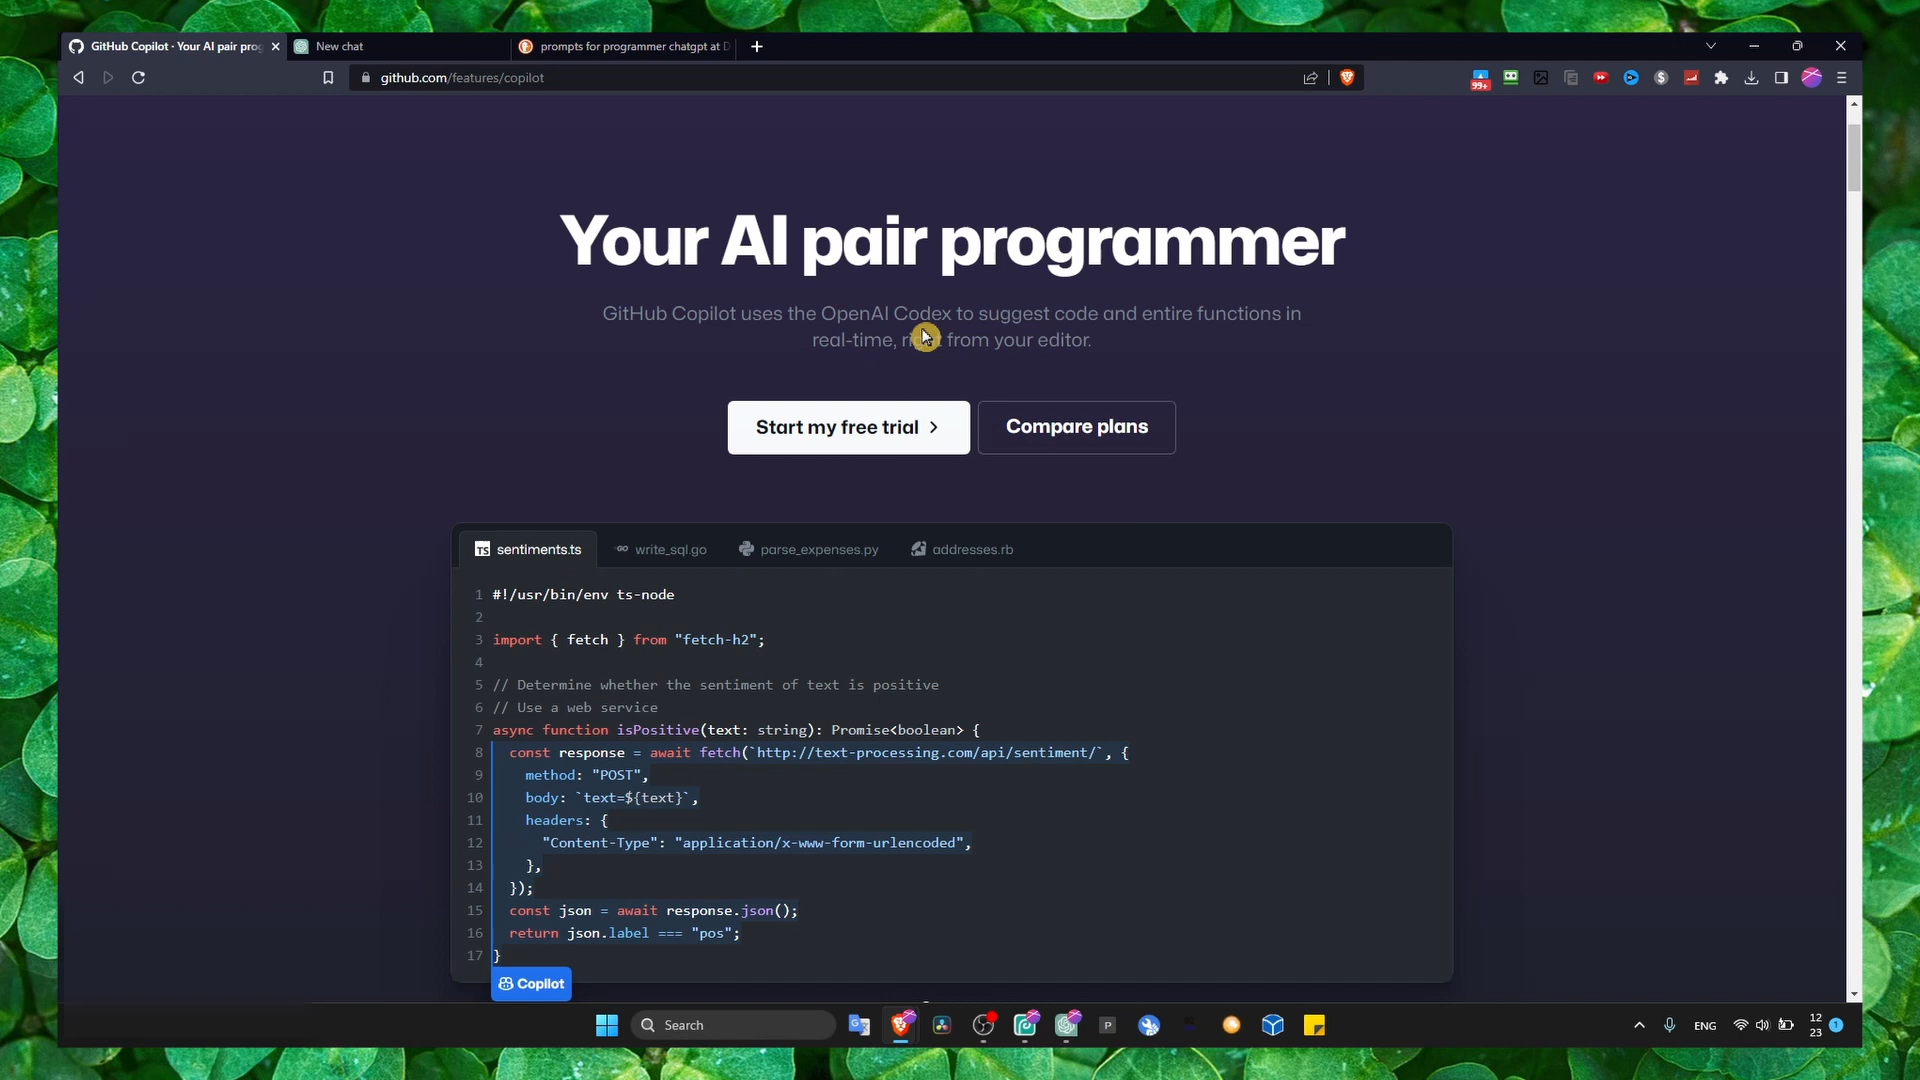 GitHub Copilot · Your AI pair prog
New chat
prompts for programmer chatgpt at D
github.com/features/copilot
99+
Your AI pair programmer
GitHub Copilot uses the OpenAI Codex to suggest code and entire functions in
real-time, from your editor.
Start my free trial
Compare plans
TS sentiments.ts
write_sql.go
parse_expenses.py
addresses.rb
1 #!/usr/bin/env ts-node
2
3 import { fetch } from "fetch-h2";
4
5 // Determine whether the sentiment of text is positive
6 // Use a web service
7 async function isPositive(text: string): Promise<boolean> {
8 const response = await fetch(`http://text-processing.com/api/sentiment/`, {
9 method: "POST",
10 body: `text=${text}`,
11 headers: {
12 "Content-Type": "application/x-www-form-urlencoded",
13 },
14 });
15 const json = await response.json();
16 return json.label === "pos";
17 }
Copilot
Search
P
ENG
12
23
1